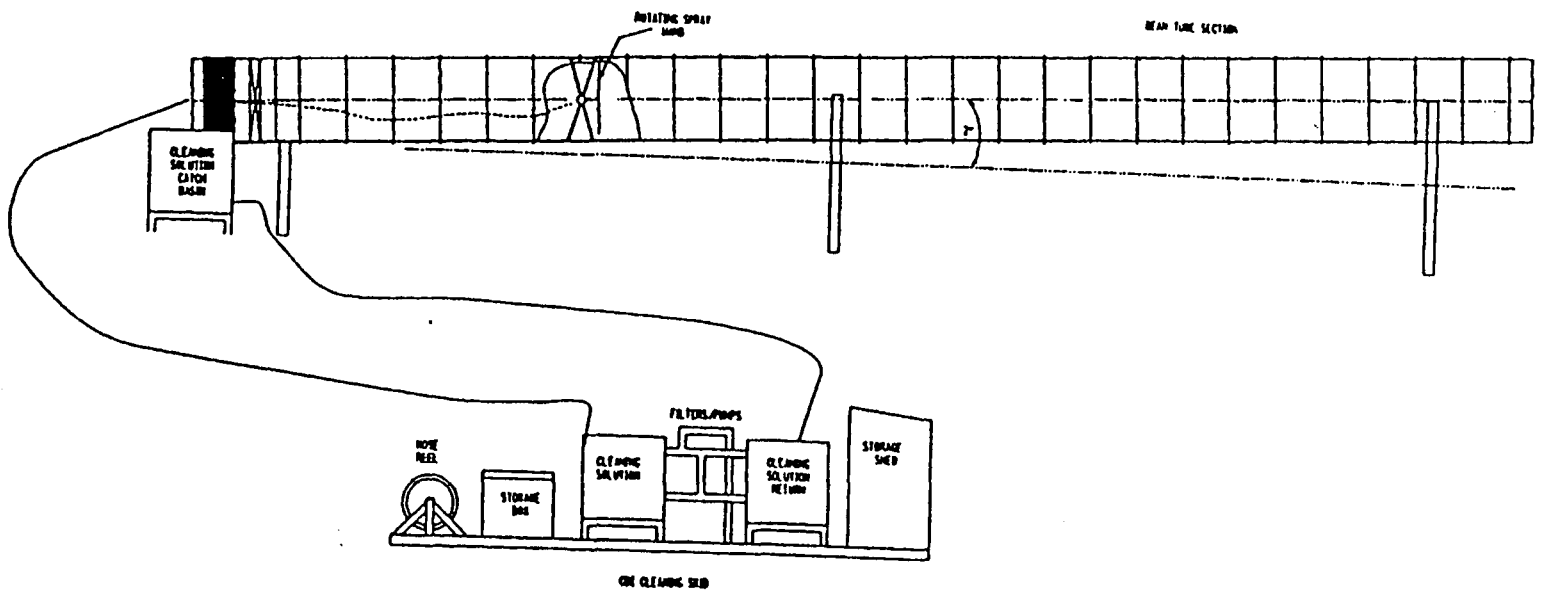 ROTATING SPRAY
BEAM TUBE SECTION
CLEANING
SOLUTION
CATCH
BASIN
FILTERS/PUMPS
HOSE
REEL
STORAGE
BOX
CLEANING
SOLUTION
CLEANING
SOLUTION
RETURN
STORAGE
SHED
CLEANING SKID